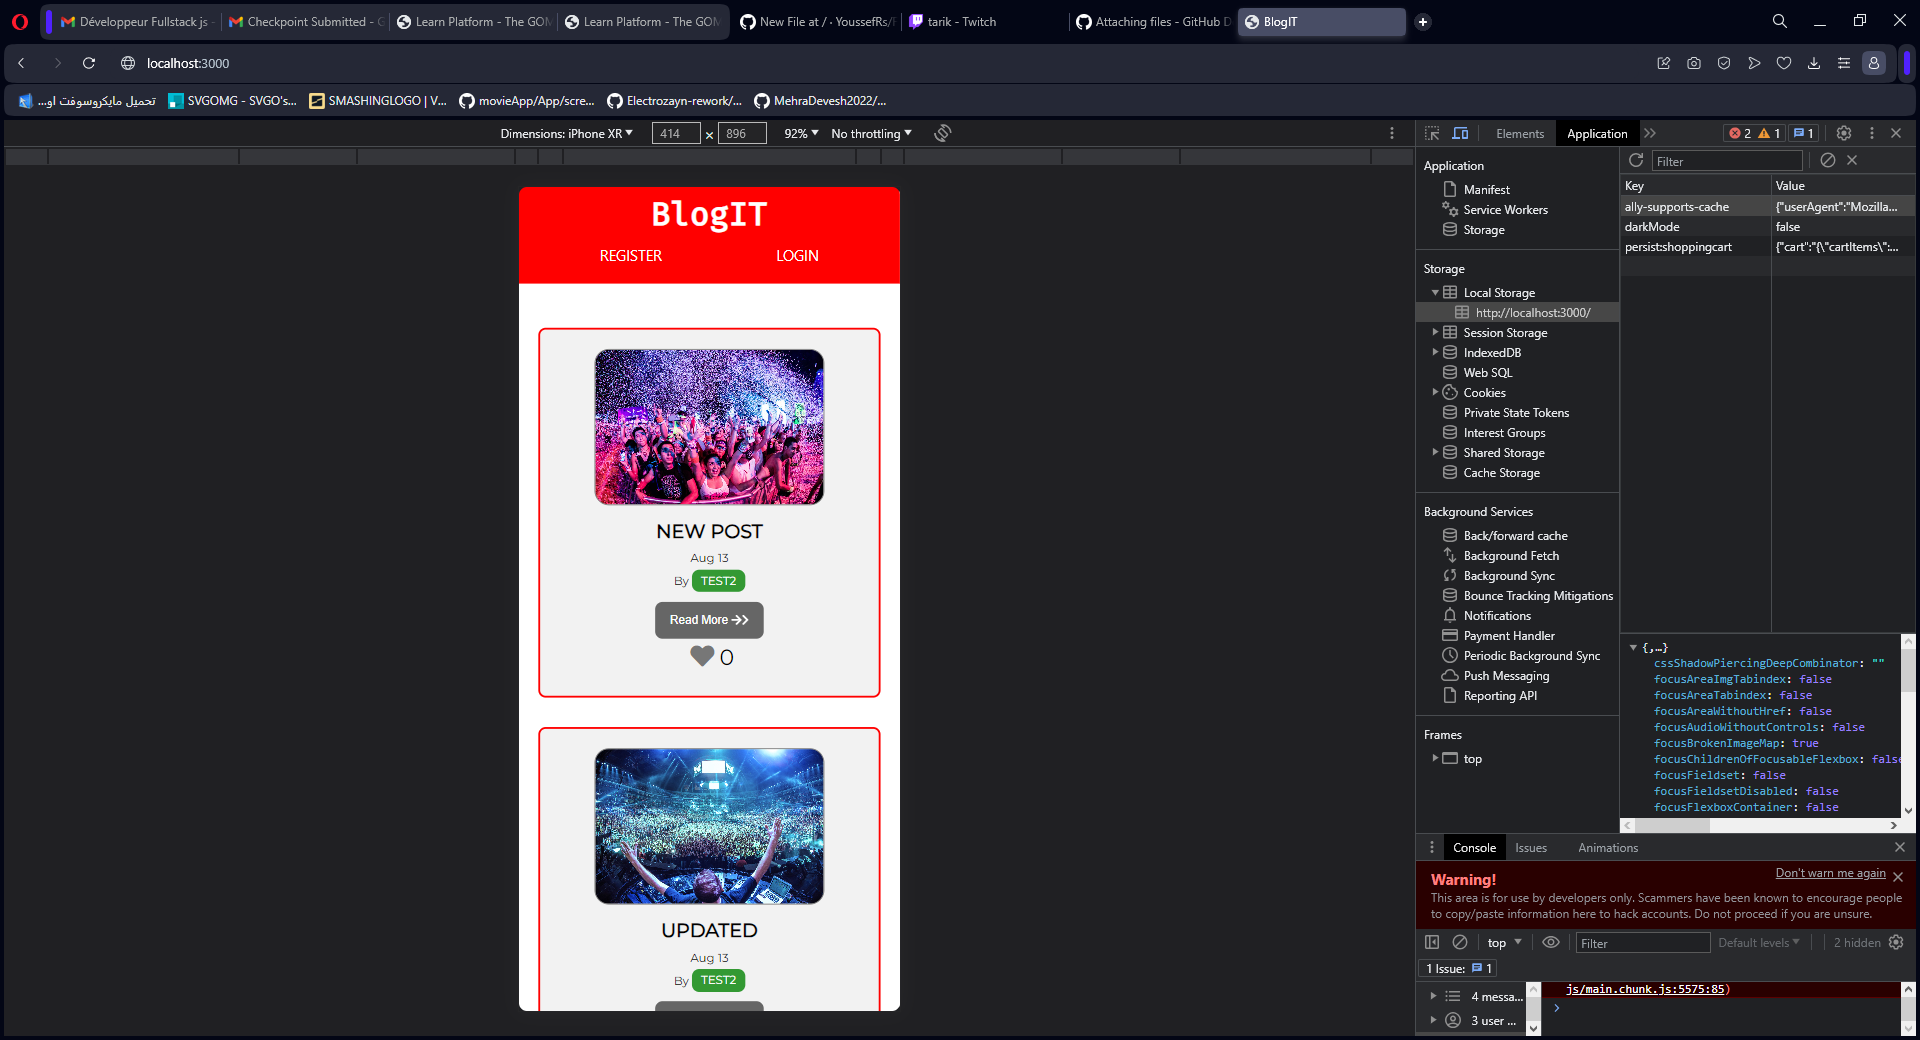 Développeur Fullstack js -
Checkpoint Submitted - G
Learn Platform - The GOM
Learn Platform - The GOM
New File at / · YoussefRs/F
tarik - Twitch
Attaching files - GitHub D
BlogIT
localhost:3000
تحميل مايكروسوفت او...
SVGOMG - SVGO's...
SMASHINGLOGO | V...
movieApp/App/scre...
Electrozayn-rework/...
MehraDevesh2022/...
Dimensions: iPhone XR
414
×
896
92%
No throttling
BlogIT
REGISTER
LOGIN
NEW POST
Aug 13
By TEST2
Read More
0
UPDATED
Aug 13
By TEST2
Elements
Application
2
1
1
Application
Manifest
Service Workers
Storage
Storage
Local Storage
http://localhost:3000/
Session Storage
IndexedDB
Web SQL
Cookies
Private State Tokens
Interest Groups
Shared Storage
Cache Storage
Background Services
Back/forward cache
Background Fetch
Background Sync
Bounce Tracking Mitigations
Notifications
Payment Handler
Periodic Background Sync
Push Messaging
Reporting API
Frames
top
Filter
Key
Value
ally-supports-cache
{"userAgent":"Mozilla...
darkMode
false
persist:shoppingcart
{"cart":"{\"cartItems\":...
{,…}
cssShadowPiercingDeepCombinator: ""
focusAreaImgTabindex: false
focusAreaTabindex: false
focusAreaWithoutHref: false
focusAudioWithoutControls: false
focusBrokenImageMap: true
focusChildrenOfFocusableFlexbox: false
focusFieldset: false
focusFieldsetDisabled: false
focusFlexboxContainer: false
Console
Issues
Animations
Warning!
Don't warn me again
This area is for use by developers only. Scammers have been known to encourage people
to copy/paste information here to hack accounts. Do not proceed if you are unsure.
top
Filter
Default levels
2 hidden
1 Issue:
1
4 messa...
3 user ...
js/main.chunk.js:5575:85)